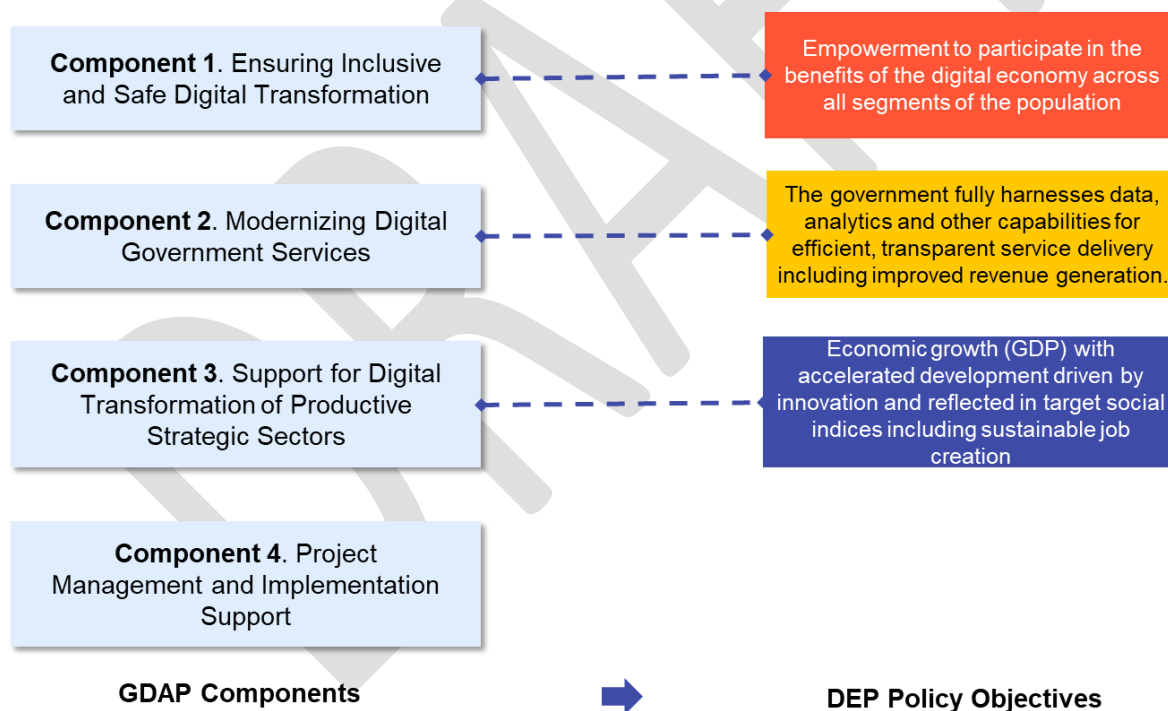 Component 1. Ensuring Inclusive
and Safe Digital Transformation
Empowerment to participate in the
benefits of the digital economy across
all segments of the population
Component 2. Modernizing Digital
Government Services
The government fully harnesses data,
analytics and other capabilities for
efficient, transparent service delivery
including improved revenue generation.
Component 3. Support for Digital
Transformation of Productive
Strategic Sectors
Economic growth (GDP) with
accelerated development driven by
innovation and reflected in target social
indices including sustainable job
creation
Component 4. Project
Management and Implementation
Support
GDAP Components
DEP Policy Objectives